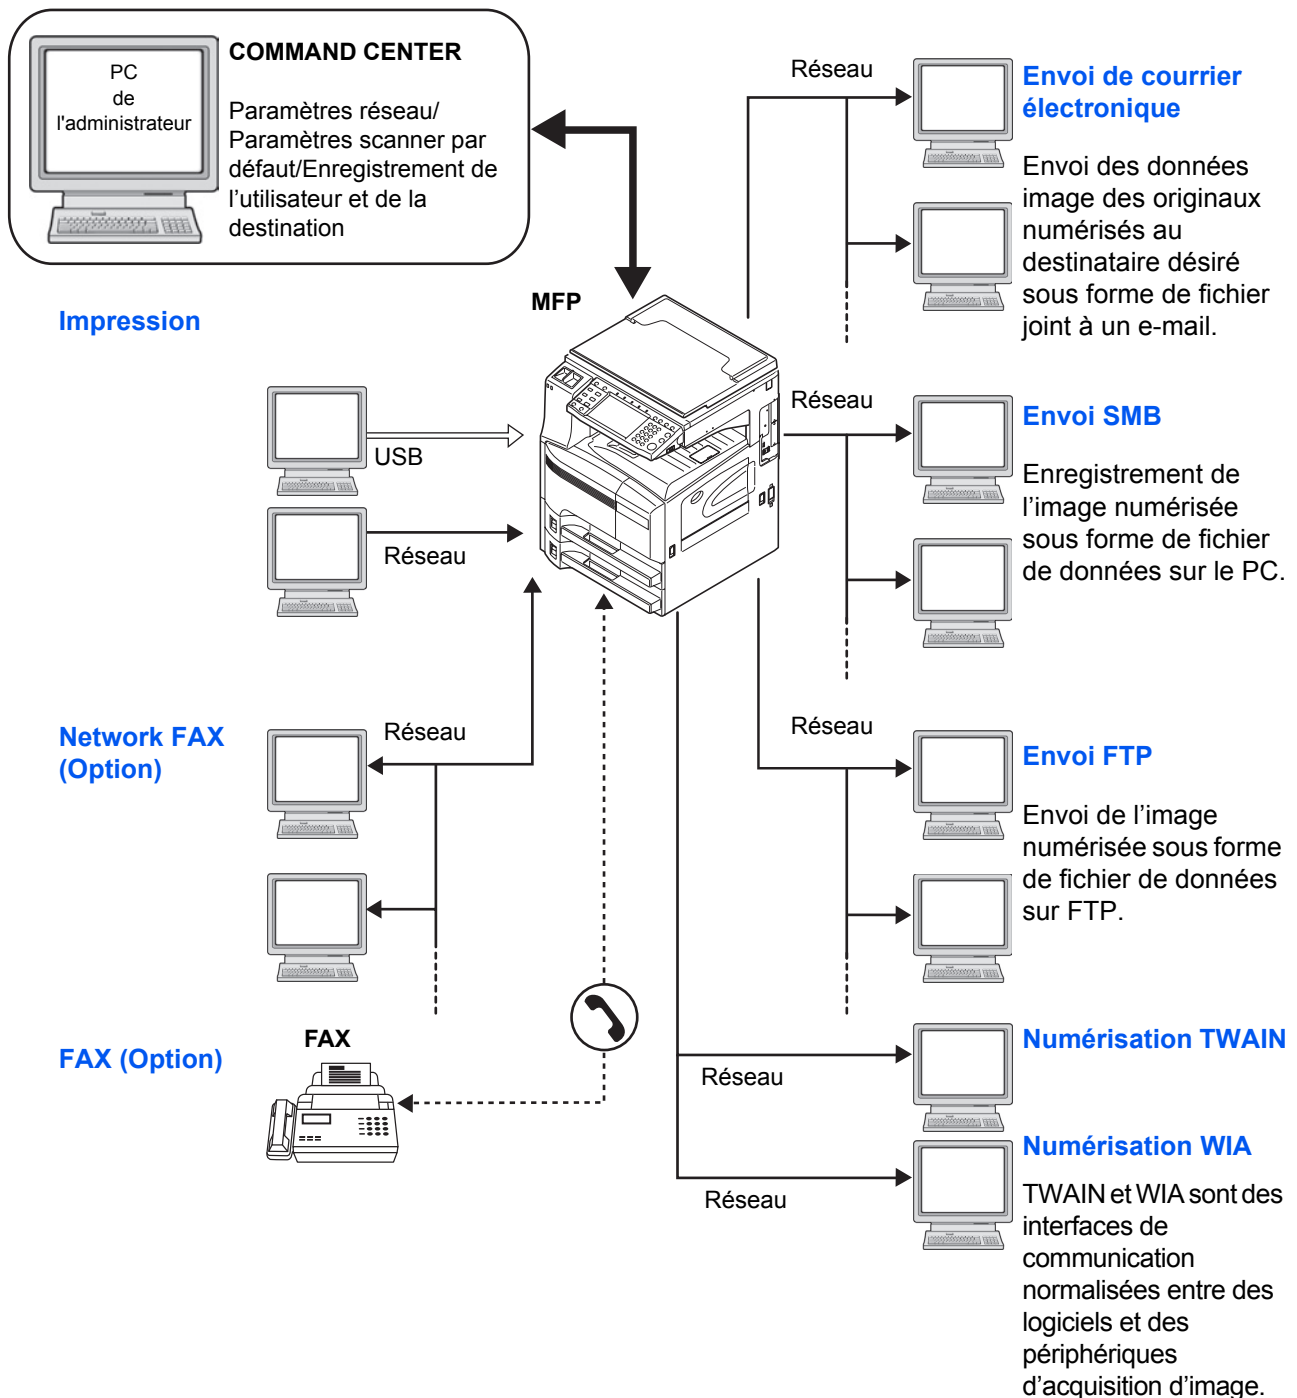 COMMAND CENTER
PC
de
l'administrateur
Paramètres réseau/
Paramètres scanner par
défaut/Enregistrement de
l’utilisateur et de la
destination
MFP
Impression
USB
Réseau
Network FAX
(Option)
Réseau
FAX (Option)
FAX
Réseau
Envoi de courrier
électronique
Envoi des données
image des originaux
numérisés au
destinataire désiré
sous forme de fichier
joint à un e-mail.
Réseau
Envoi SMB
Enregistrement de
l’image numérisée
sous forme de fichier
de données sur le PC.
Réseau
Envoi FTP
Envoi de l’image
numérisée sous forme
de fichier de données
sur FTP.
Réseau
Numérisation TWAIN
Réseau
Numérisation WIA
TWAIN et WIA sont des
interfaces de
communication
normalisées entre des
logiciels et des
périphériques
d’acquisition d’image.